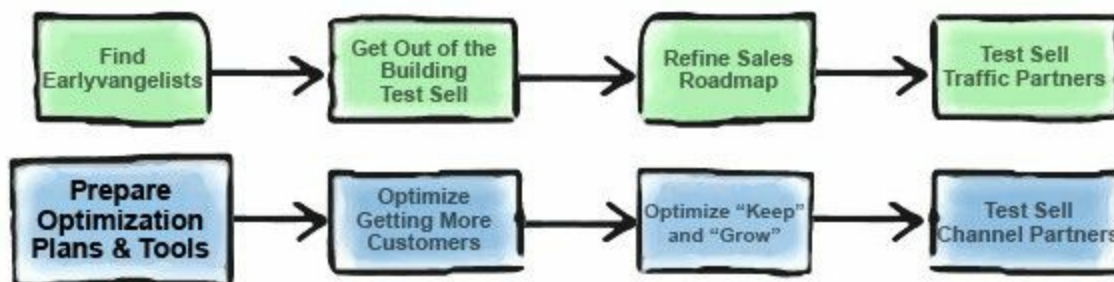 Find
Earlyvangelists
Get Out of the
Building
Test Sell
Refine Sales
Roadmap
Test Sell
Traffic Partners
Prepare
Optimization
Plans & Tools
Optimize
Getting More
Customers
Optimize “Keep”
and “Grow”
Test Sell
Channel Partners